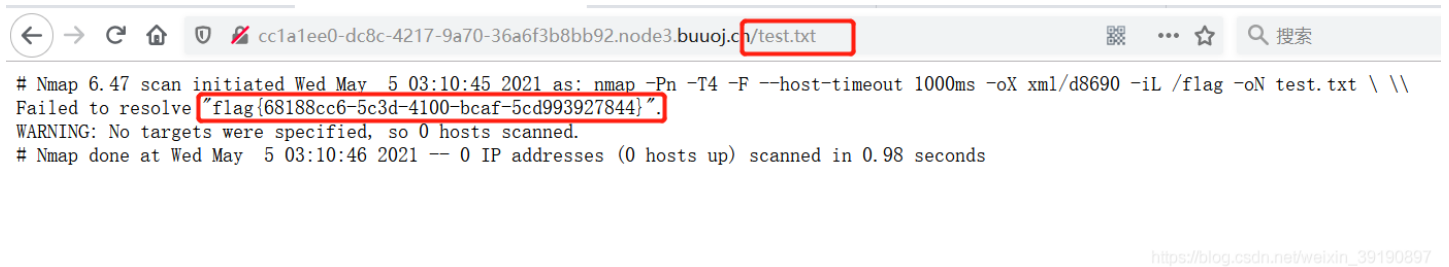 cc1a1ee0-dc8c-4217-9a70-36a6f3b8bb92.node3.buuoj.cn/test.txt
搜索
# Nmap 6.47 scan initiated Wed May  5 03:10:45 2021 as: nmap -Pn -T4 -F --host-timeout 1000ms -oX xml/d8690 -iL /flag -oN test.txt \ \\
Failed to resolve "flag{68188cc6-5c3d-4100-bcaf-5cd993927844}".
WARNING: No targets were specified, so 0 hosts scanned.
# Nmap done at Wed May  5 03:10:46 2021 -- 0 IP addresses (0 hosts up) scanned in 0.98 seconds
https://blog.csdn.net/weixin_39190897